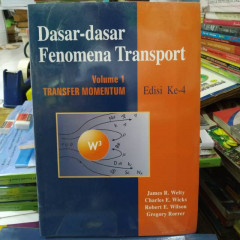 Dasar-dasar
Fenomena Transport
Volume 1
TRANSFER MOMENTUM
Edisi Ke-4
W³
James R. Welty
Charles E. Wicks
Robert E. Wilson
Gregory Rorrer